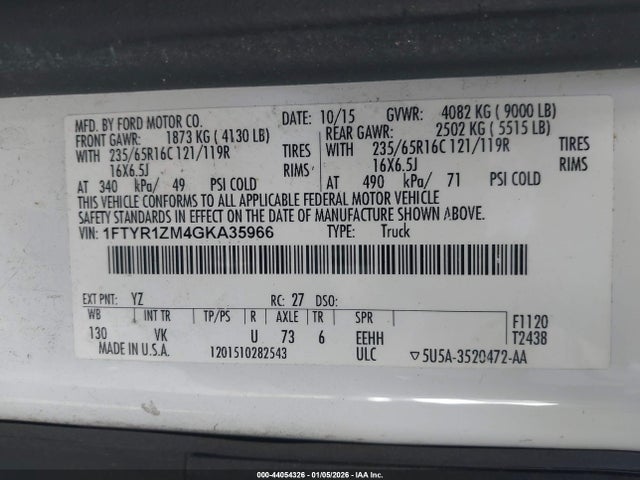 MFD. BY FORD MOTOR CO. DATE: 10/15 GVWR: 4082 KG ( 9000 LB)
FRONT GAWR: 1873 KG ( 4130 LB) REAR GAWR: 2502 KG ( 5515 LB)
WITH 235/65R16C 121/119R TIRES WITH 235/65R16C 121/119R TIRES
16X6.5J RIMS 16X6.5J RIMS
AT 340 kPa/ 49 PSI COLD AT 490 kPa/ 71 PSI COLD
THIS VEHICLE CONFORMS TO ALL APPLICABLE FEDERAL MOTOR VEHICLE
SAFETY STANDARDS IN EFFECT ON THE DATE OF MANUFACTURE SHOWN ABOVE.
VIN: 1FTYR1ZM4GKA35966 TYPE: Truck
EXT PNT: YZ RC: 27 DSO:
WB INT TR TP/PS R AXLE TR SPR F1120
130 VK U 73 6 EEHH T2438
MADE IN U.S.A. 1201510282543 ULC ▽5U5A-3520472-AA
000-44054326 | 01/05/2026 | IAA Inc.